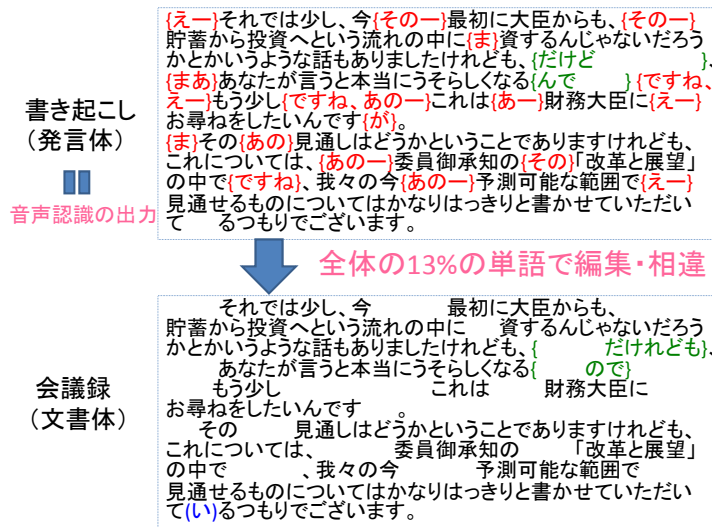 {えー}それでは少し、今{そのー}最初に大臣からも、{そのー}
貯蓄から投資へという流れの中に{ま}資するんじゃないだろう
かとかいうような話もありましたけれども、{だけど }、
{まあ}あなたが言うと本当にうそらしくなる{んで }{ですね、
えー}もう少し{ですね、あのー}これは{あー}財務大臣に{えー}
お尋ねをしたいんです{が}。
{ま}その{あの}見通しはどうかということでありますけれども、
これについては、{あのー}委員御承知の{その}「改革と展望」
の中で{ですね}、我々の今{あのー}予測可能な範囲で{えー}
見通せるものについてはかなりはっきりと書かせていただい
て るつもりでございます。
書き起こし
(発言体)
音声認識の出力
全体の13%の単語で編集・相違
それでは少し、今 最初に大臣からも、
貯蓄から投資へという流れの中に 資するんじゃないだろう
かとかいうような話もありましたけれども、{ だけれども}、
あなたが言うと本当にうそらしくなる{ ので}
もう少し これは 財務大臣に
お尋ねをしたいんです 。
その 見通しはどうかということでありますけれども、
これについては、 委員御承知の 「改革と展望」
の中で 、我々の今 予測可能な範囲で
見通せるものについてはかなりはっきりと書かせていただい
て(い)るつもりでございます。
会議録
(文書体)